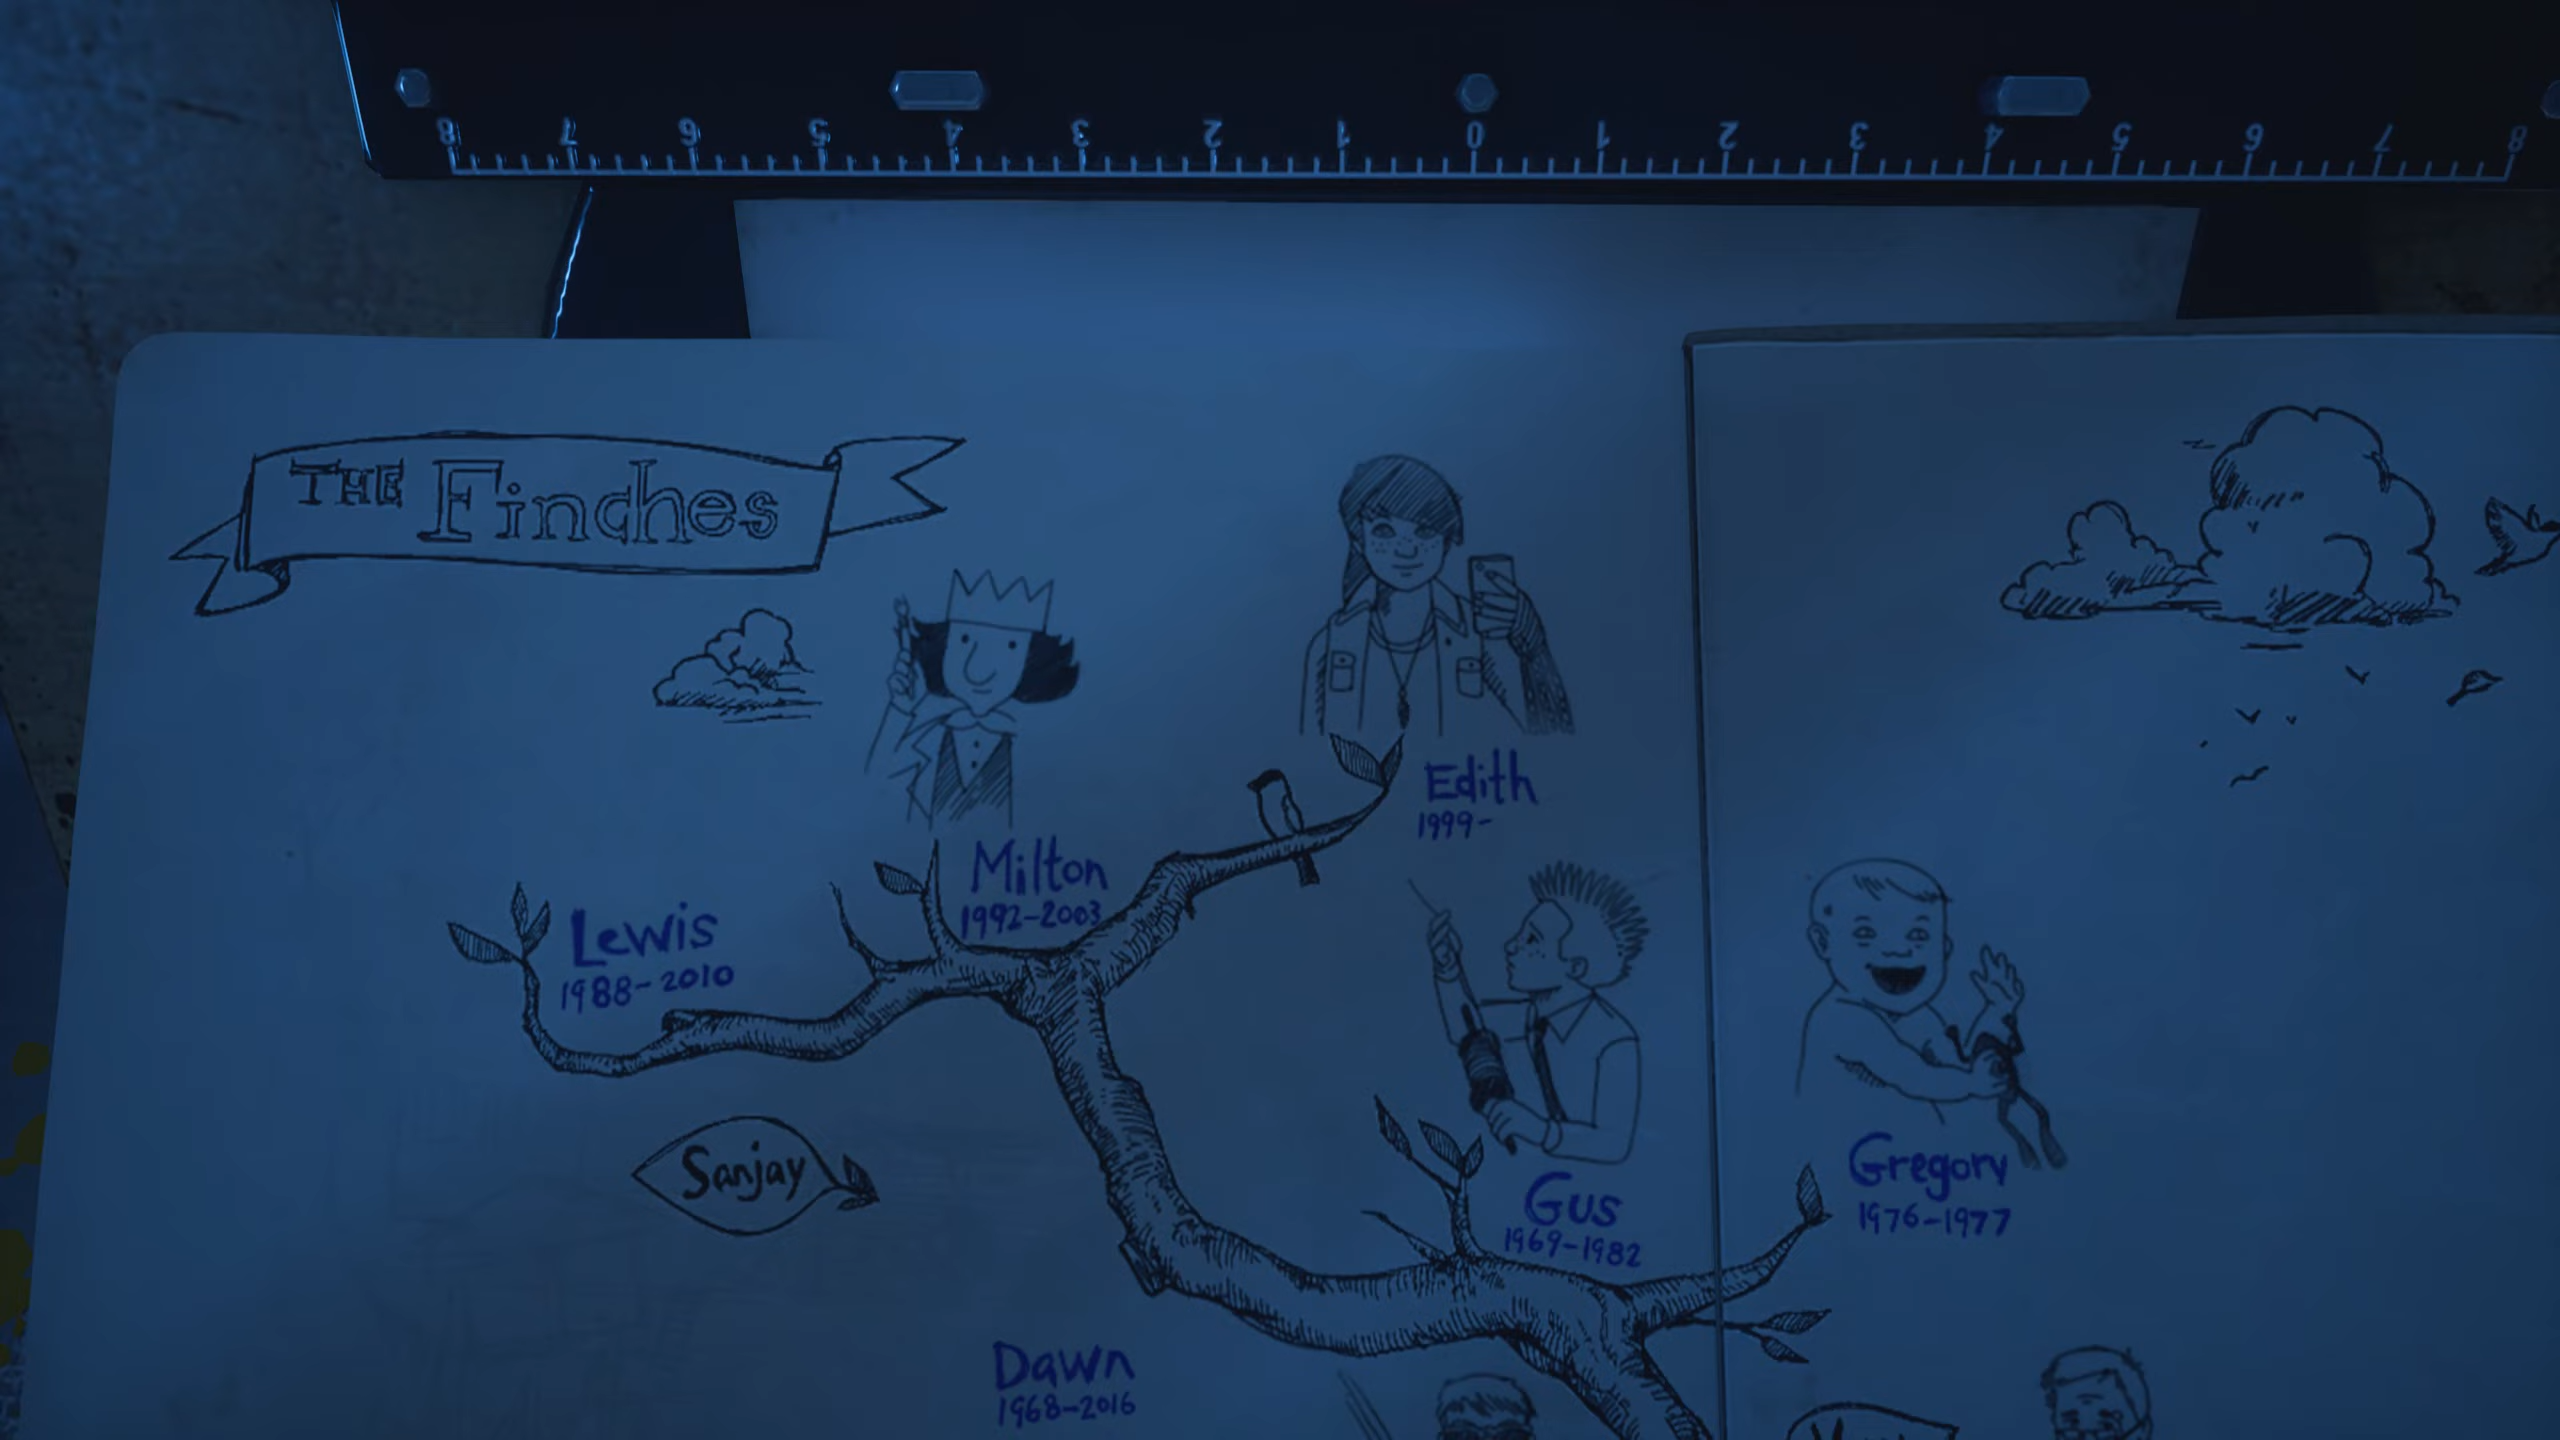 8 7 6 5 4 3 2 1 0 1 2 3 4 5 6 7 8
THE Finches
Edith
1999-
Milton
1992-2003
Lewis
1988-2010
Gregory
1976-1977
Gus
1969-1982
Sanjay
Dawn
1968-2016